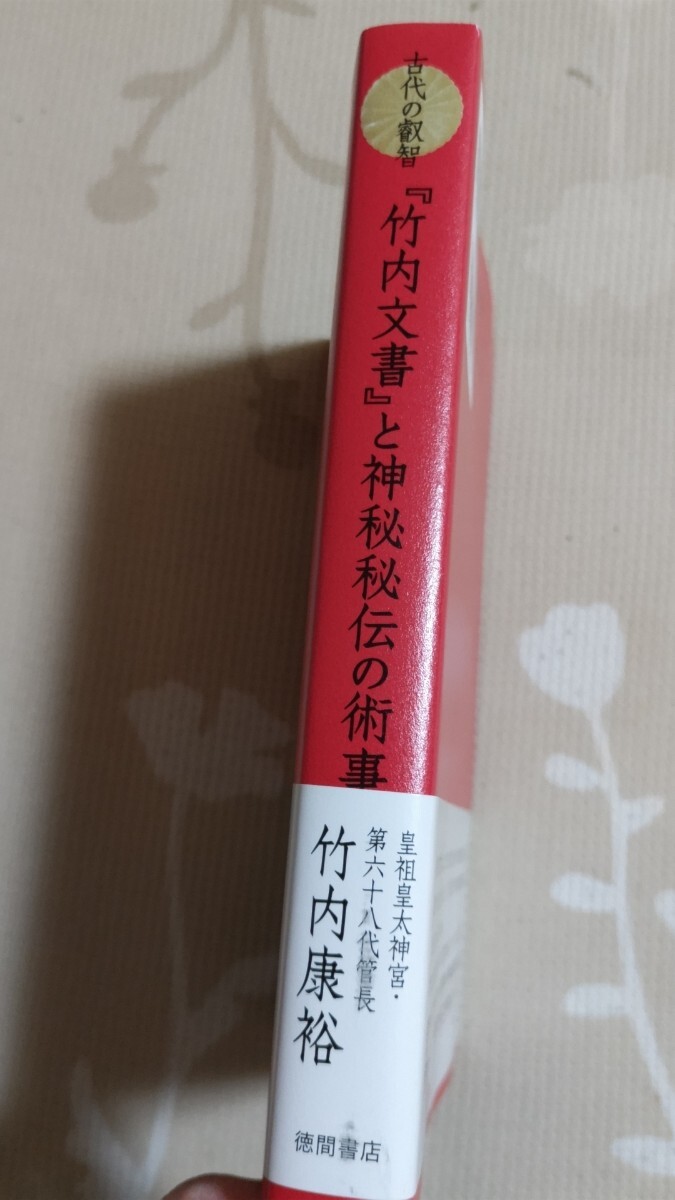 古代の叡智
『竹内文書』と神秘秘伝の術事
皇祖皇太神宮・
第六十八代管長
竹内康裕
徳間書店